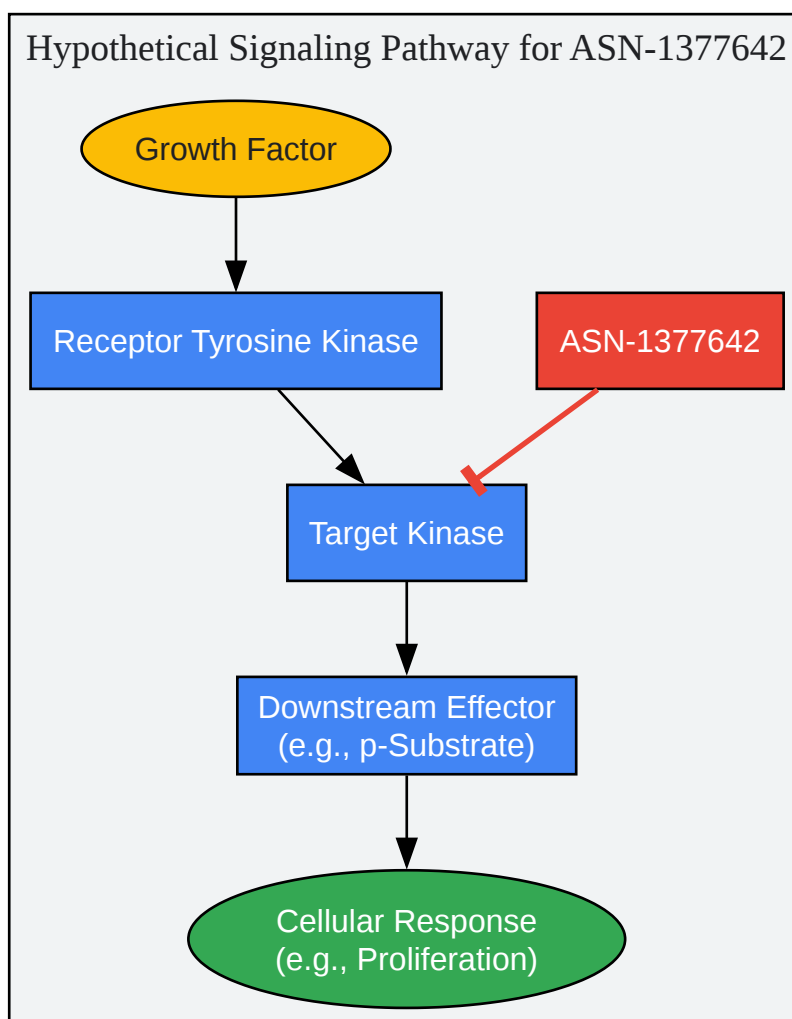 Hypothetical Signaling Pathway for ASN-1377642
Growth Factor
Receptor Tyrosine Kinase
ASN-1377642
Target Kinase
Downstream Effector
(e.g., p-Substrate)
Cellular Response
(e.g., Proliferation)